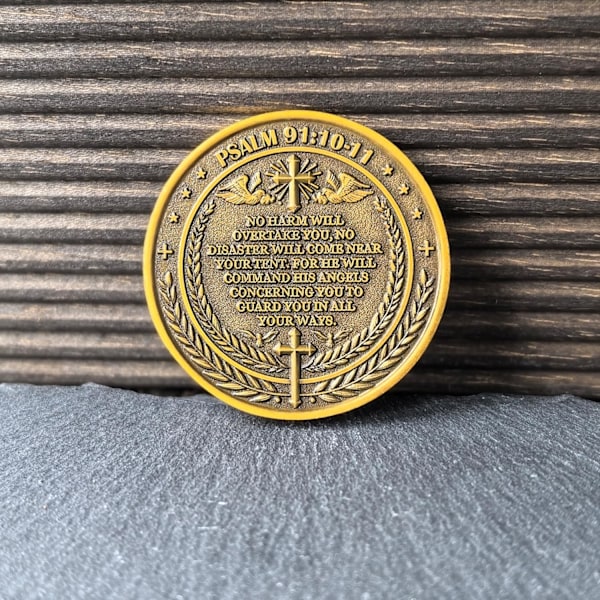 PSALM 91:10-11
NO HARM WILL
OVERTAKE YOU, NO
DISASTER WILL COME NEAR
YOUR TENT. FOR HE WILL
COMMAND HIS ANGELS
CONCERNING YOU TO
GUARD YOU IN ALL
YOUR WAYS.